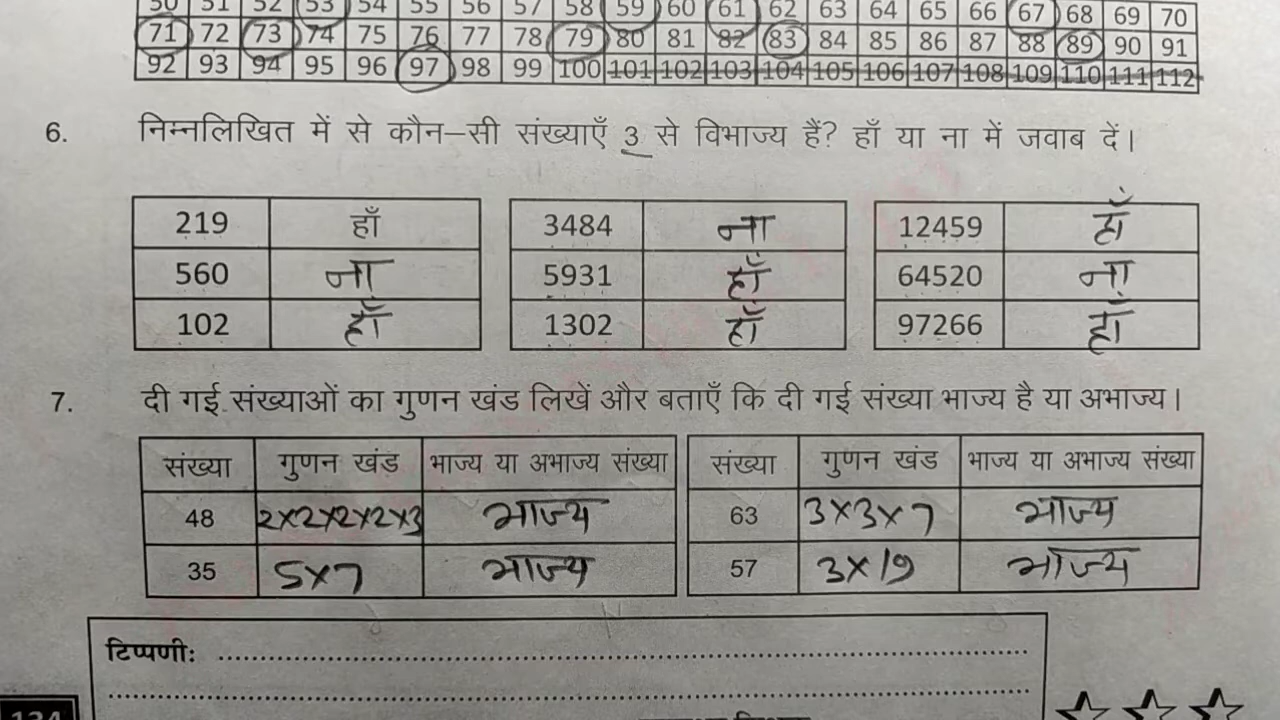 50 51 52 53 54 55 56 57 58 59 60 61 62 63 64 65 66 67 68 69 70
71 72 73 74 75 76 77 78 79 80 81 82 83 84 85 86 87 88 89 90 91
92 93 94 95 96 97 98 99 100 101 102 103 104 105 106 107 108 109 110 111 112
6. निम्नलिखित में से कौन-सी संख्याएँ 3 से विभाज्य हैं? हाँ या ना में जवाब दें।
219 हाँ 3484 ना 12459 हाँ
560 ना 5931 हाँ 64520 ना
102 हाँ 1302 हाँ 97266 हाँ
7. दी गई संख्याओं का गुणन खंड लिखें और बताएँ कि दी गई संख्या भाज्य है या अभाज्य।
संख्या गुणन खंड भाज्य या अभाज्य संख्या संख्या गुणन खंड भाज्य या अभाज्य संख्या
48 2×2×2×2×3 भाज्य 63 3×3×7 भाज्य
35 5×7 भाज्य 57 3×19 भाज्य
टिप्पणी:
134